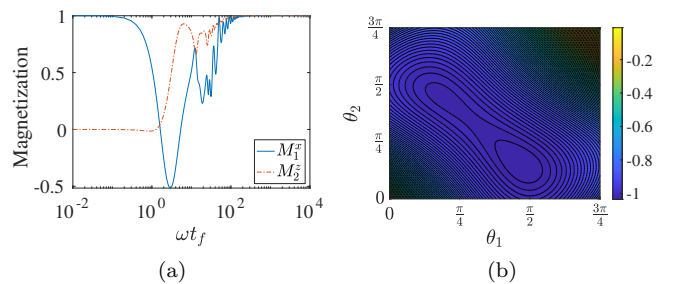 Magnetization
1
0.5
0
-0.5
10^{-2}
10^0
10^2
10^4
ωt_f
M_1^x
M_2^z
(a)
θ_2
3π/4
π/2
π/4
0
0
π/4
π/2
3π/4
θ_1
-0.2
-0.4
-0.6
-0.8
-1
(b)